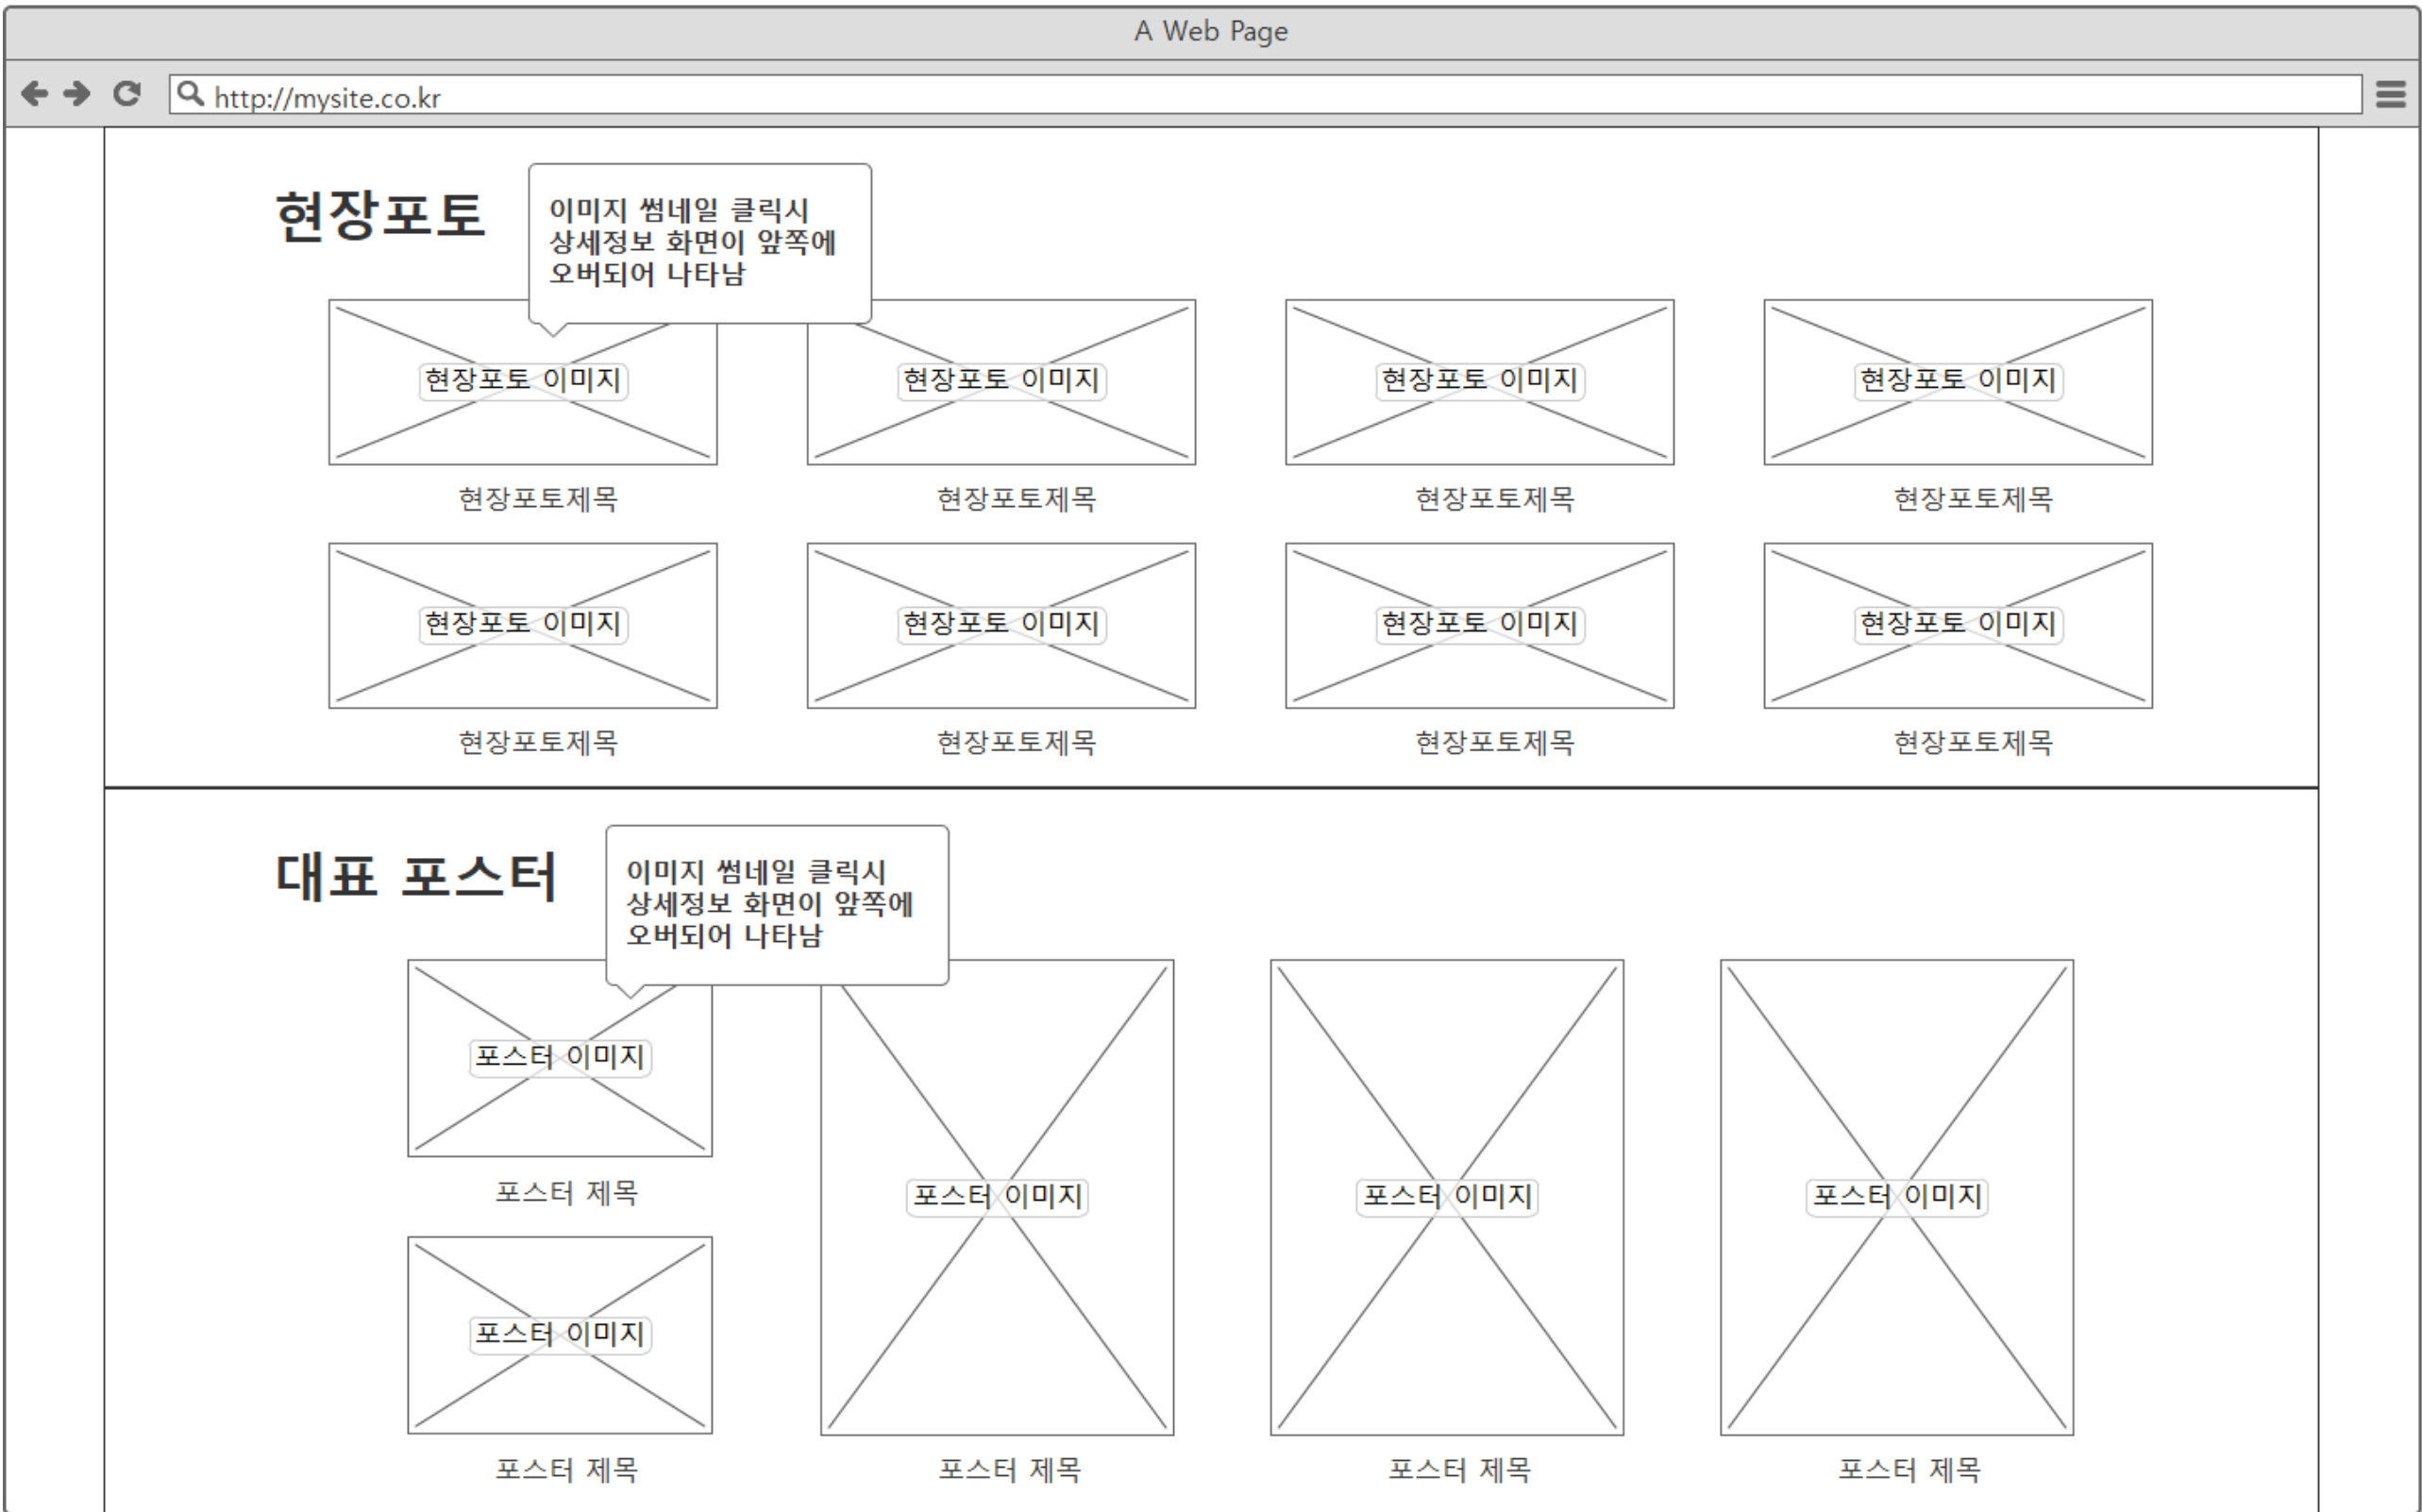 A Web Page
http://mysite.co.kr
현장포토
이미지 썸네일 클릭시
상세정보 화면이 앞쪽에
오버되어 나타남
현장포토 이미지
현장포토 이미지
현장포토 이미지
현장포토 이미지
현장포토제목
현장포토제목
현장포토제목
현장포토제목
현장포토 이미지
현장포토 이미지
현장포토 이미지
현장포토 이미지
현장포토제목
현장포토제목
현장포토제목
현장포토제목
대표 포스터
이미지 썸네일 클릭시
상세정보 화면이 앞쪽에
오버되어 나타남
포스터 이미지
포스터 제목
포스터 이미지
포스터 이미지
포스터 이미지
포스터 이미지
포스터 제목
포스터 제목
포스터 제목
포스터 제목